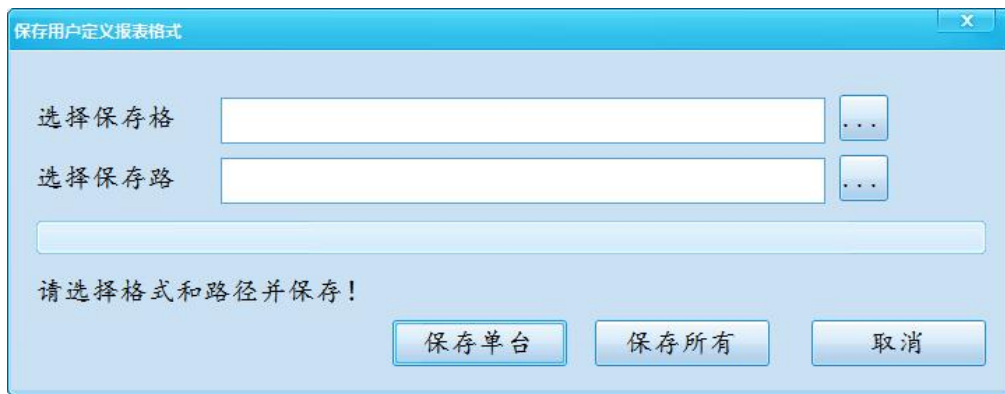 保存用户定义报表格式
x
选择保存格
...
选择保存路
...
请选择格式和路径并保存!
保存单台 保存所有 取消